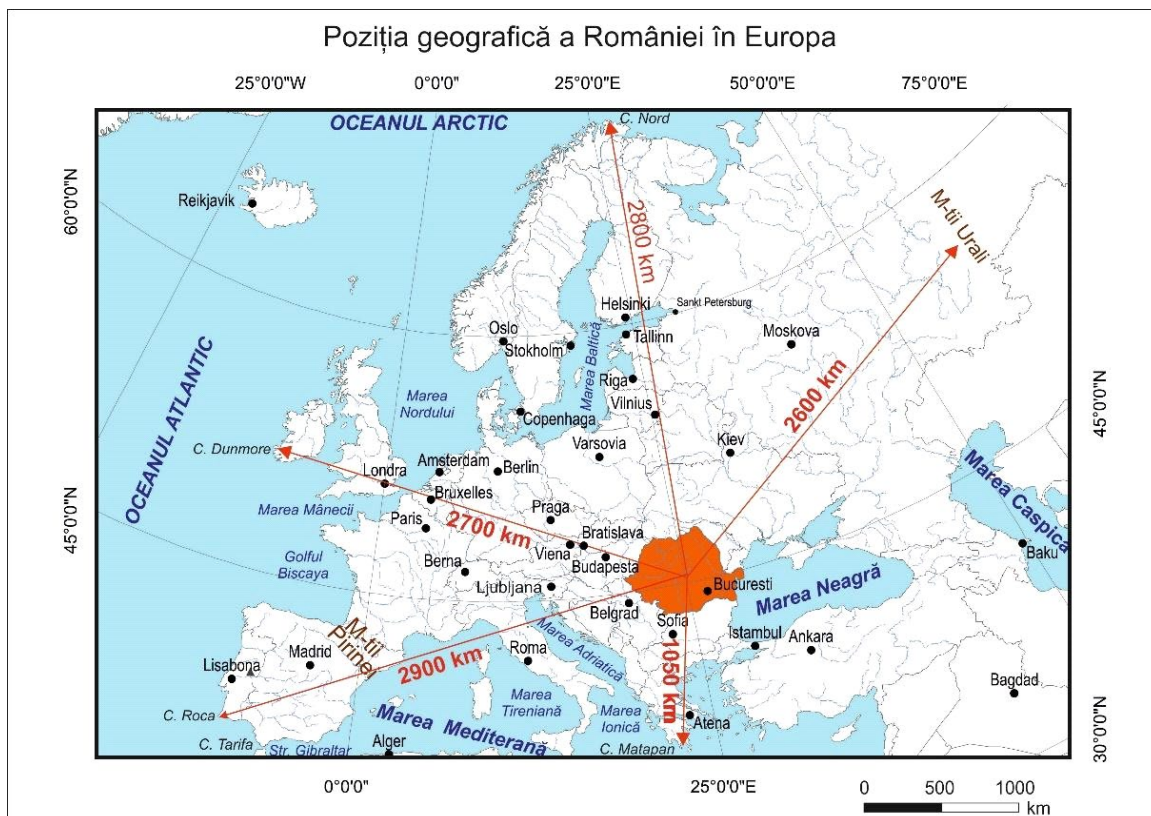 Poziția geografică a României în Europa
25°0'0"W
0°0'0"
25°0'0"E
50°0'0"E
75°0'0"E
60°0'0"N
45°0'0"N
45°0'0"N
30°0'0"N
OCEANUL ARCTIC
C. Nord
Reikjavik
M-tii Urali
2800 km
2600 km
Helsinki
Sankt Petersburg
Oslo
Stokholm
Tallinn
Moskova
Marea Baltică
OCEANUL ATLANTIC
Riga
Marea
Nordului
Vilnius
Copenhaga
C. Dunmore
Varsovia
Kiev
Londra
Amsterdam
Berlin
Marea Caspica
Bruxelles
Marea Mânecii
Paris
2700 km
Praga
Bratislava
Viena
Budapesta
Baku
Golful
Biscaya
Berna
Ljubljana
Bucuresti
Marea Neagră
Belgrad
Sofia
M-tii
Pirinei
Madrid
Lisabona
2900 km
Roma
Marea Adriatică
1050 km
Istambul
Ankara
Bagdad
C. Roca
Marea
Tireniană
Marea
Ionică
Atena
C. Tarifa
Str. Gibraltar
Alger
Marea Mediterană
C. Matapan
0°0'0"
25°0'0"E
0 500 1000
km